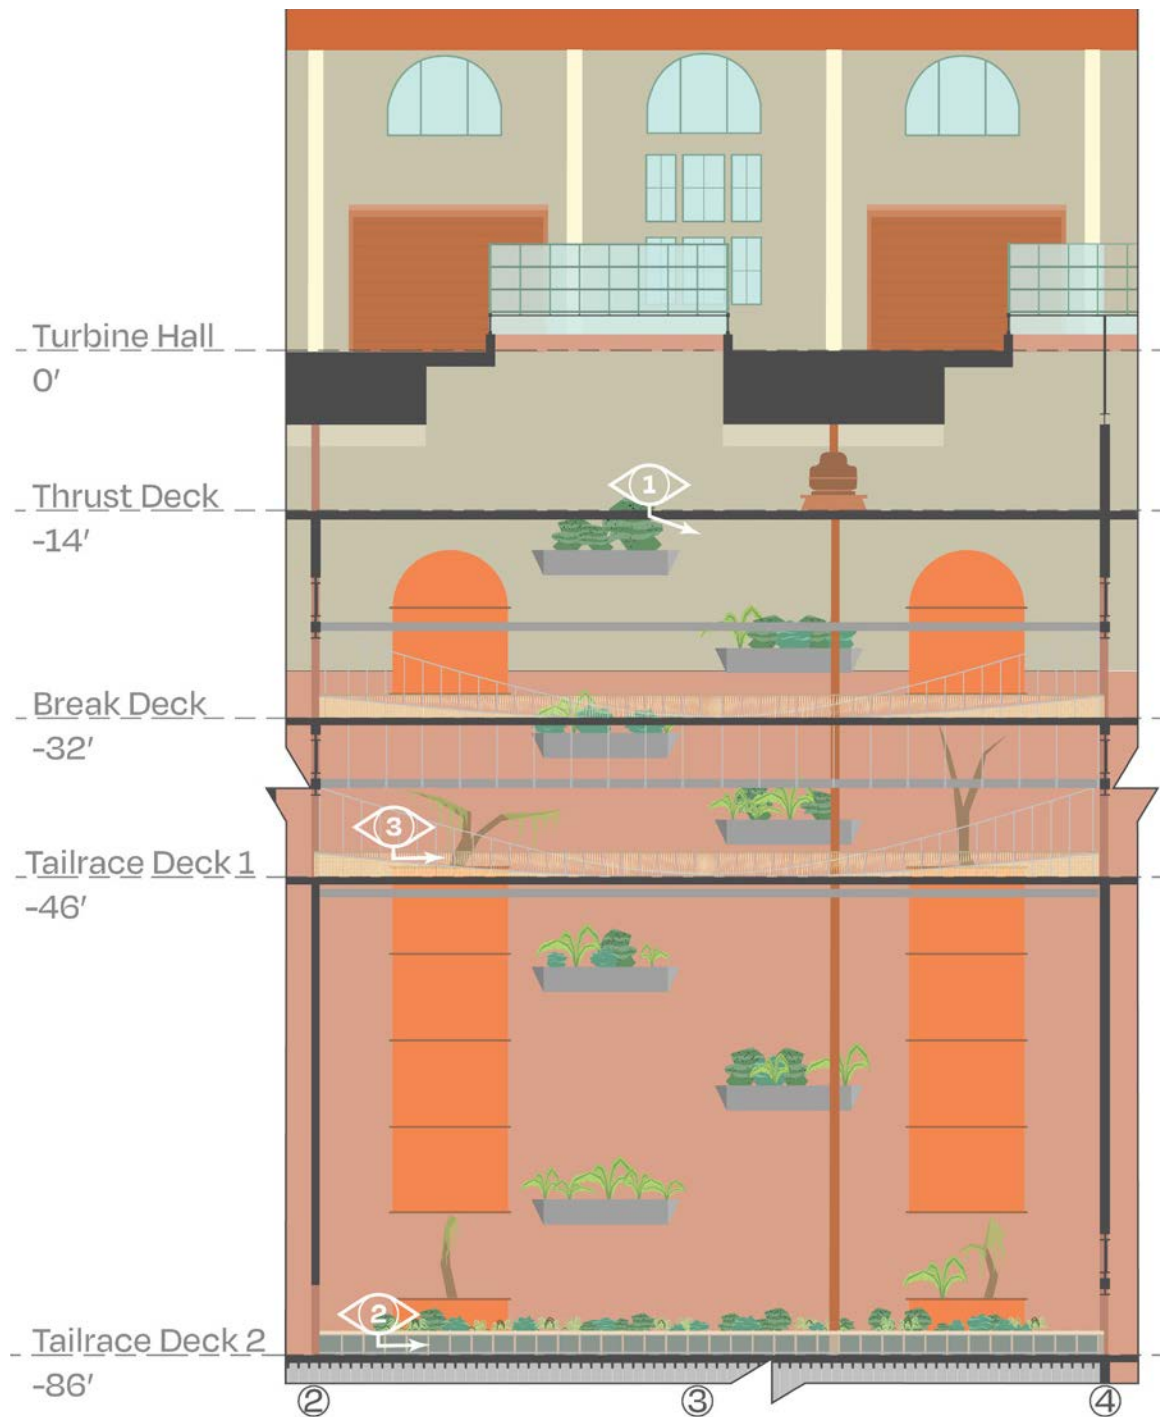 Turbine Hall
0'
Thrust Deck
-14'
1
Break Deck
-32'
3
Tailrace Deck 1
-46'
2
Tailrace Deck 2
-86'
2 3 4